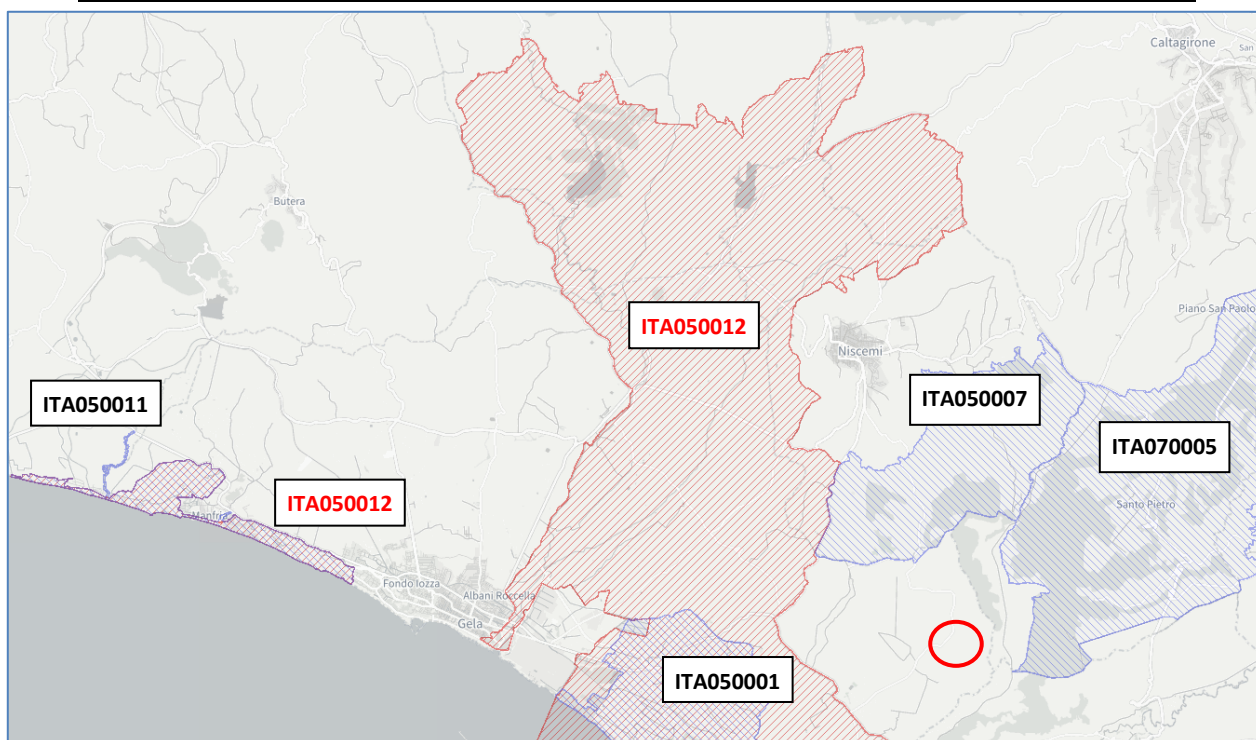 Caltagirone
San
Butera
Piano San Paolo
ITA050012
Niscemi
ITA050011
ITA050007
ITA070005
ITA050012
Manfria
Santo Pietro
Fondo Iozza
Albani Roccella
Gela
ITA050001